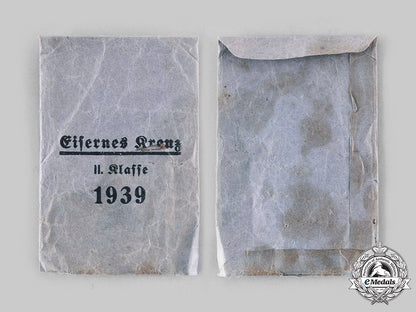 Eisernes Kreuz
II. Klasse
1939
eMedals